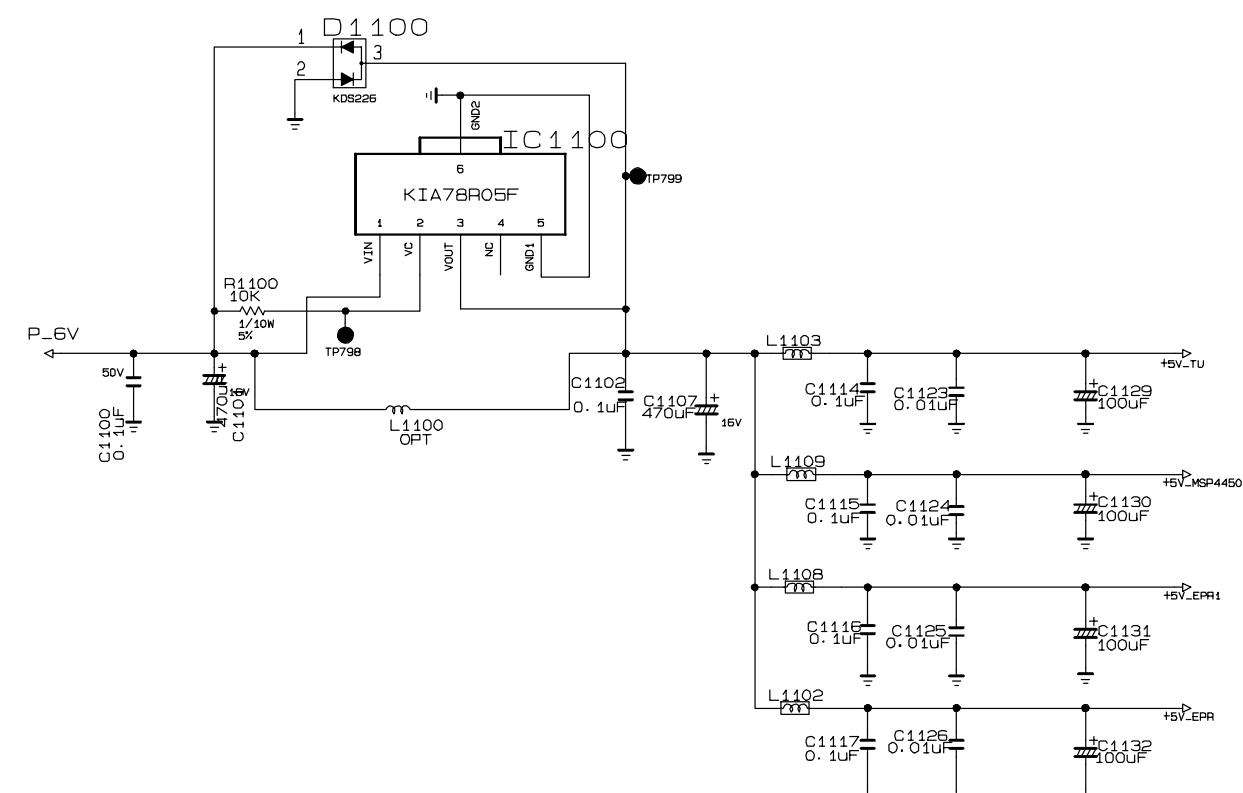 D1100
1
3
2
KDS226
GND2
IC1100
6
KIA78R05F
TP799
1 2 3 4 5
VIN
VC
VOUT
NC
GND1
R1100
10K
1/10W
5%
TP798
P_6V
50V
C1100
0.1uF
16V
470uF
C1101
L1100
OPT
C1102
0.1uF
C1107
470uF
16V
L1103
+5V_TU
C1114
0.1uF
C1123
0.01uF
C1129
100uF
L1109
+5V_MSP4450
C1115
0.1uF
C1124
0.01uF
C1130
100uF
L1108
+5V_EPR1
C1116
0.1uF
C1125
0.01uF
C1131
100uF
L1102
+5V_EPR
C1117
0.1uF
C1126
0.01uF
C1132
100uF